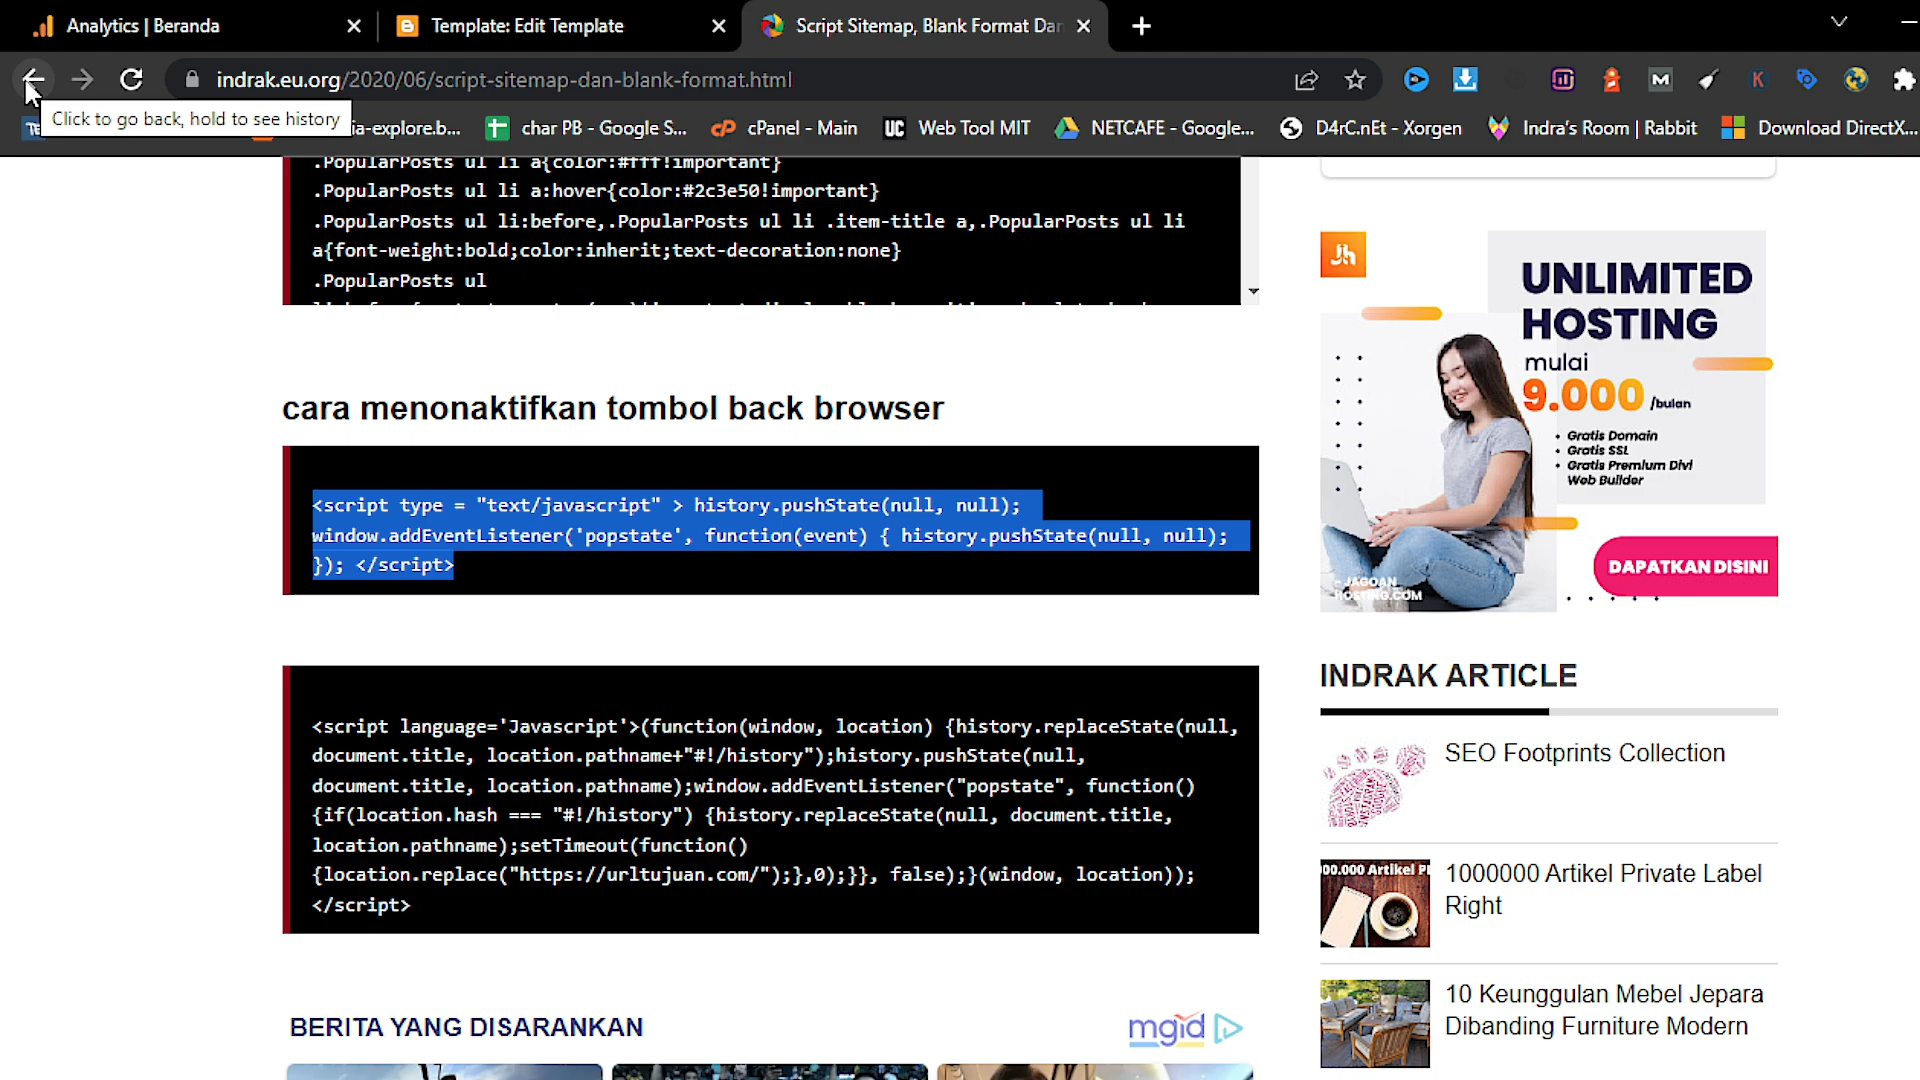 Analytics | Beranda
Template: Edit Template
Script Sitemap, Blank Format Dan
indrak.eu.org/2020/06/script-sitemap-dan-blank-format.html
Click to go back, hold to see history
ia-explore.b...
char PB - Google S...
cPanel - Main
Web Tool MIT
NETCAFE - Google...
D4rC.nEt - Xorgen
Indra's Room | Rabbit
Download DirectX...
.PopularPosts ul li a{color:#fff!important}
.PopularPosts ul li a:hover{color:#2c3e50!important}
.PopularPosts ul li:before,.PopularPosts ul li .item-title a,.PopularPosts ul li
a{font-weight:bold;color:inherit;text-decoration:none}
.PopularPosts ul
cara menonaktifkan tombol back browser
<script type = "text/javascript" > history.pushState(null, null);
window.addEventListener('popstate', function(event) { history.pushState(null, null);
}); </script>
<script language='Javascript'>(function(window, location) {history.replaceState(null,
document.title, location.pathname+"#!/history");history.pushState(null,
document.title, location.pathname);window.addEventListener("popstate", function()
{if(location.hash === "#!/history") {history.replaceState(null, document.title,
location.pathname);setTimeout(function()
{location.replace("https://urltujuan.com/");},0);}}, false);}(window, location));
</script>
BERITA YANG DISARANKAN
mgid
Jh
UNLIMITED
HOSTING
mulai
9.000 /bulan
• Gratis Domain
• Gratis SSL
• Gratis Premium Divi
Web Builder
DAPATKAN DISINI
- JAGOAN
HOSTING.COM
INDRAK ARTICLE
SEO Footprints Collection
00.000 Artikel Pl
1000000 Artikel Private Label
Right
10 Keunggulan Mebel Jepara
Dibanding Furniture Modern